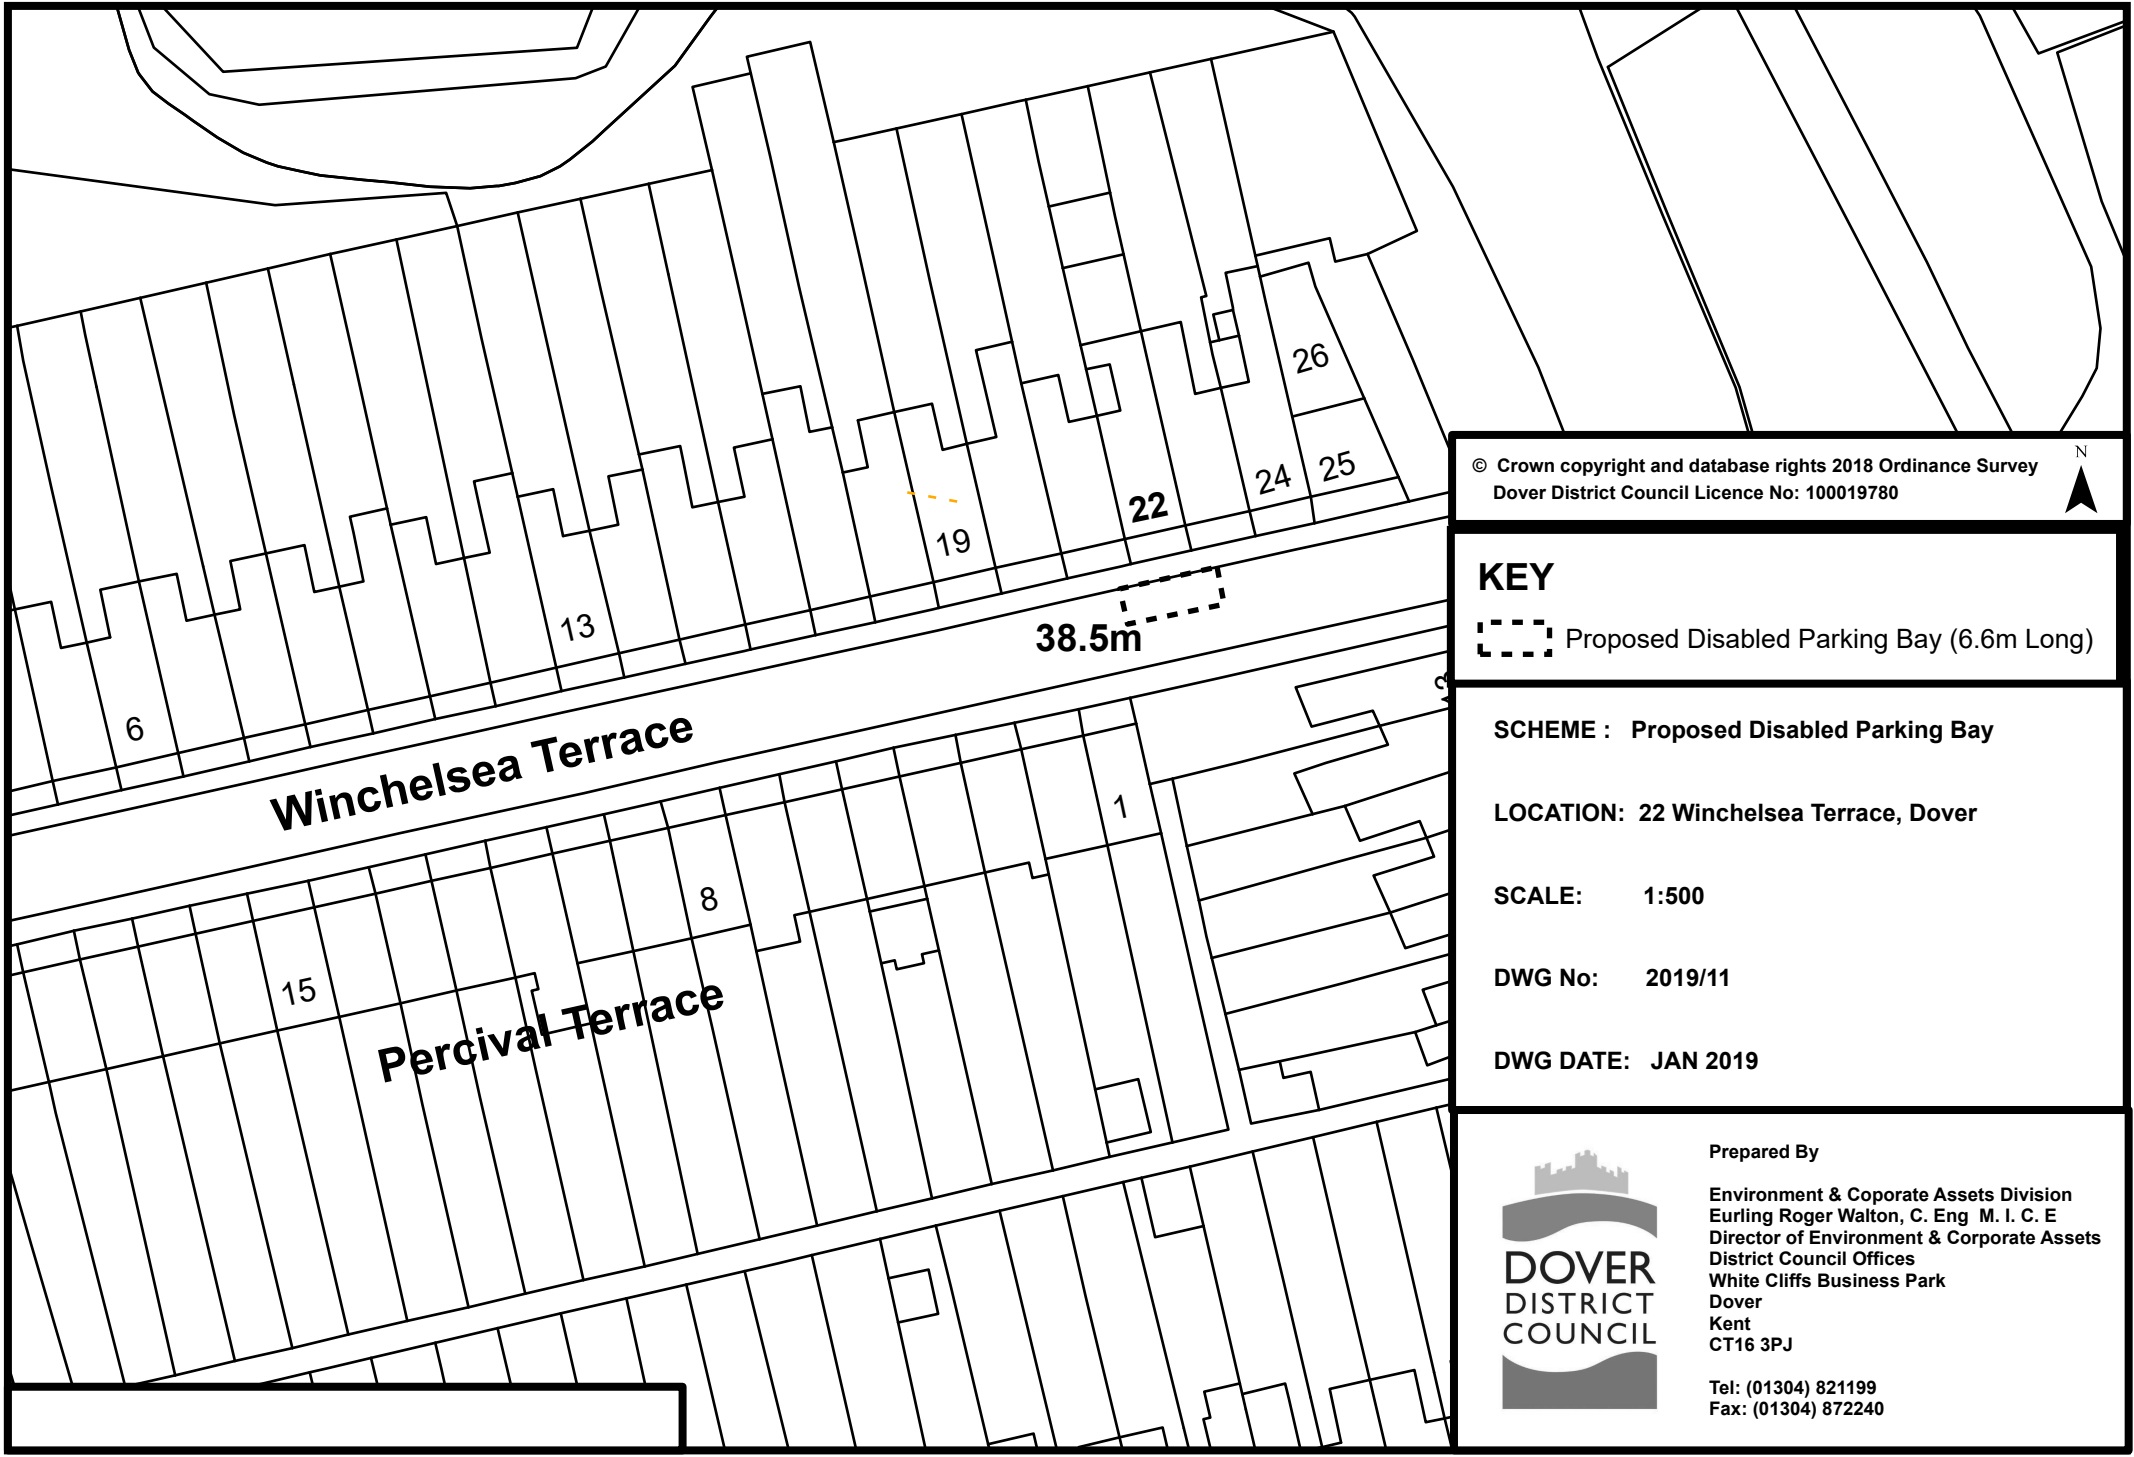 26
25
24
22
19
13
6
38.5m
Winchelsea Terrace
1
8
15
Percival Terrace
© Crown copyright and database rights 2018 Ordinance Survey
Dover District Council Licence No: 100019780
N
KEY
Proposed Disabled Parking Bay (6.6m Long)
SCHEME : Proposed Disabled Parking Bay
LOCATION: 22 Winchelsea Terrace, Dover
SCALE: 1:500
DWG No: 2019/11
DWG DATE: JAN 2019
DOVER
DISTRICT
COUNCIL
Prepared By
Environment & Coporate Assets Division
Eurling Roger Walton, C. Eng M. I. C. E
Director of Environment & Corporate Assets
District Council Offices
White Cliffs Business Park
Dover
Kent
CT16 3PJ
Tel: (01304) 821199
Fax: (01304) 872240